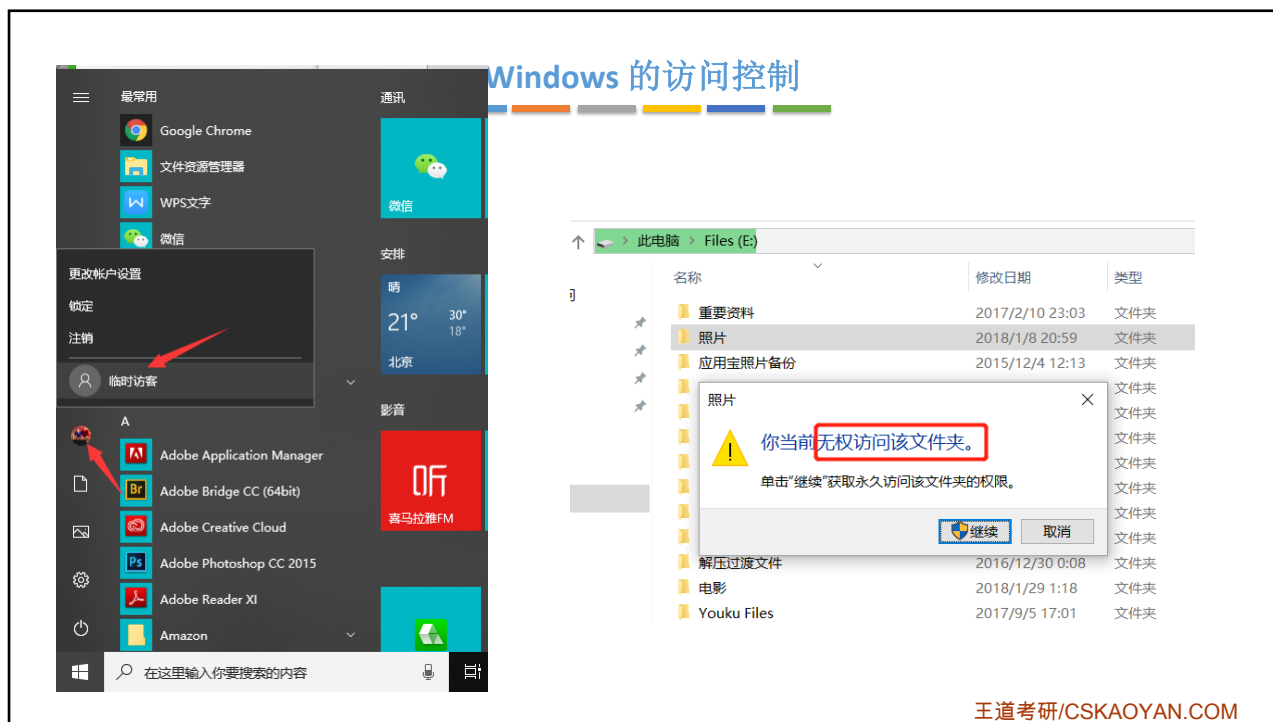 Windows 的访问控制
最常用
Google Chrome
文件资源管理器
WPS文字
微信
更改帐户设置
锁定
注销
临时访客
A
Adobe Application Manager
Adobe Bridge CC (64bit)
Adobe Creative Cloud
Adobe Photoshop CC 2015
Adobe Reader XI
Amazon
在这里输入你要搜索的内容
通讯
微信
安排
晴
21° 30°
18°
北京
影音
听
喜马拉雅FM
此电脑 Files (E:)
名称 修改日期 类型
重要资料 2017/2/10 23:03 文件夹
照片 2018/1/8 20:59 文件夹
应用宝照片备份 2015/12/4 12:13 文件夹
文件夹
文件夹
文件夹
文件夹
文件夹
文件夹
文件夹
照片
你当前无权访问该文件夹。
单击“继续”获取永久访问该文件夹的权限。
继续 取消
解压过渡文件 2016/12/30 0:08 文件夹
电影 2018/1/29 1:18 文件夹
Youku Files 2017/9/5 17:01 文件夹
王道考研/CSKAOYAN.COM